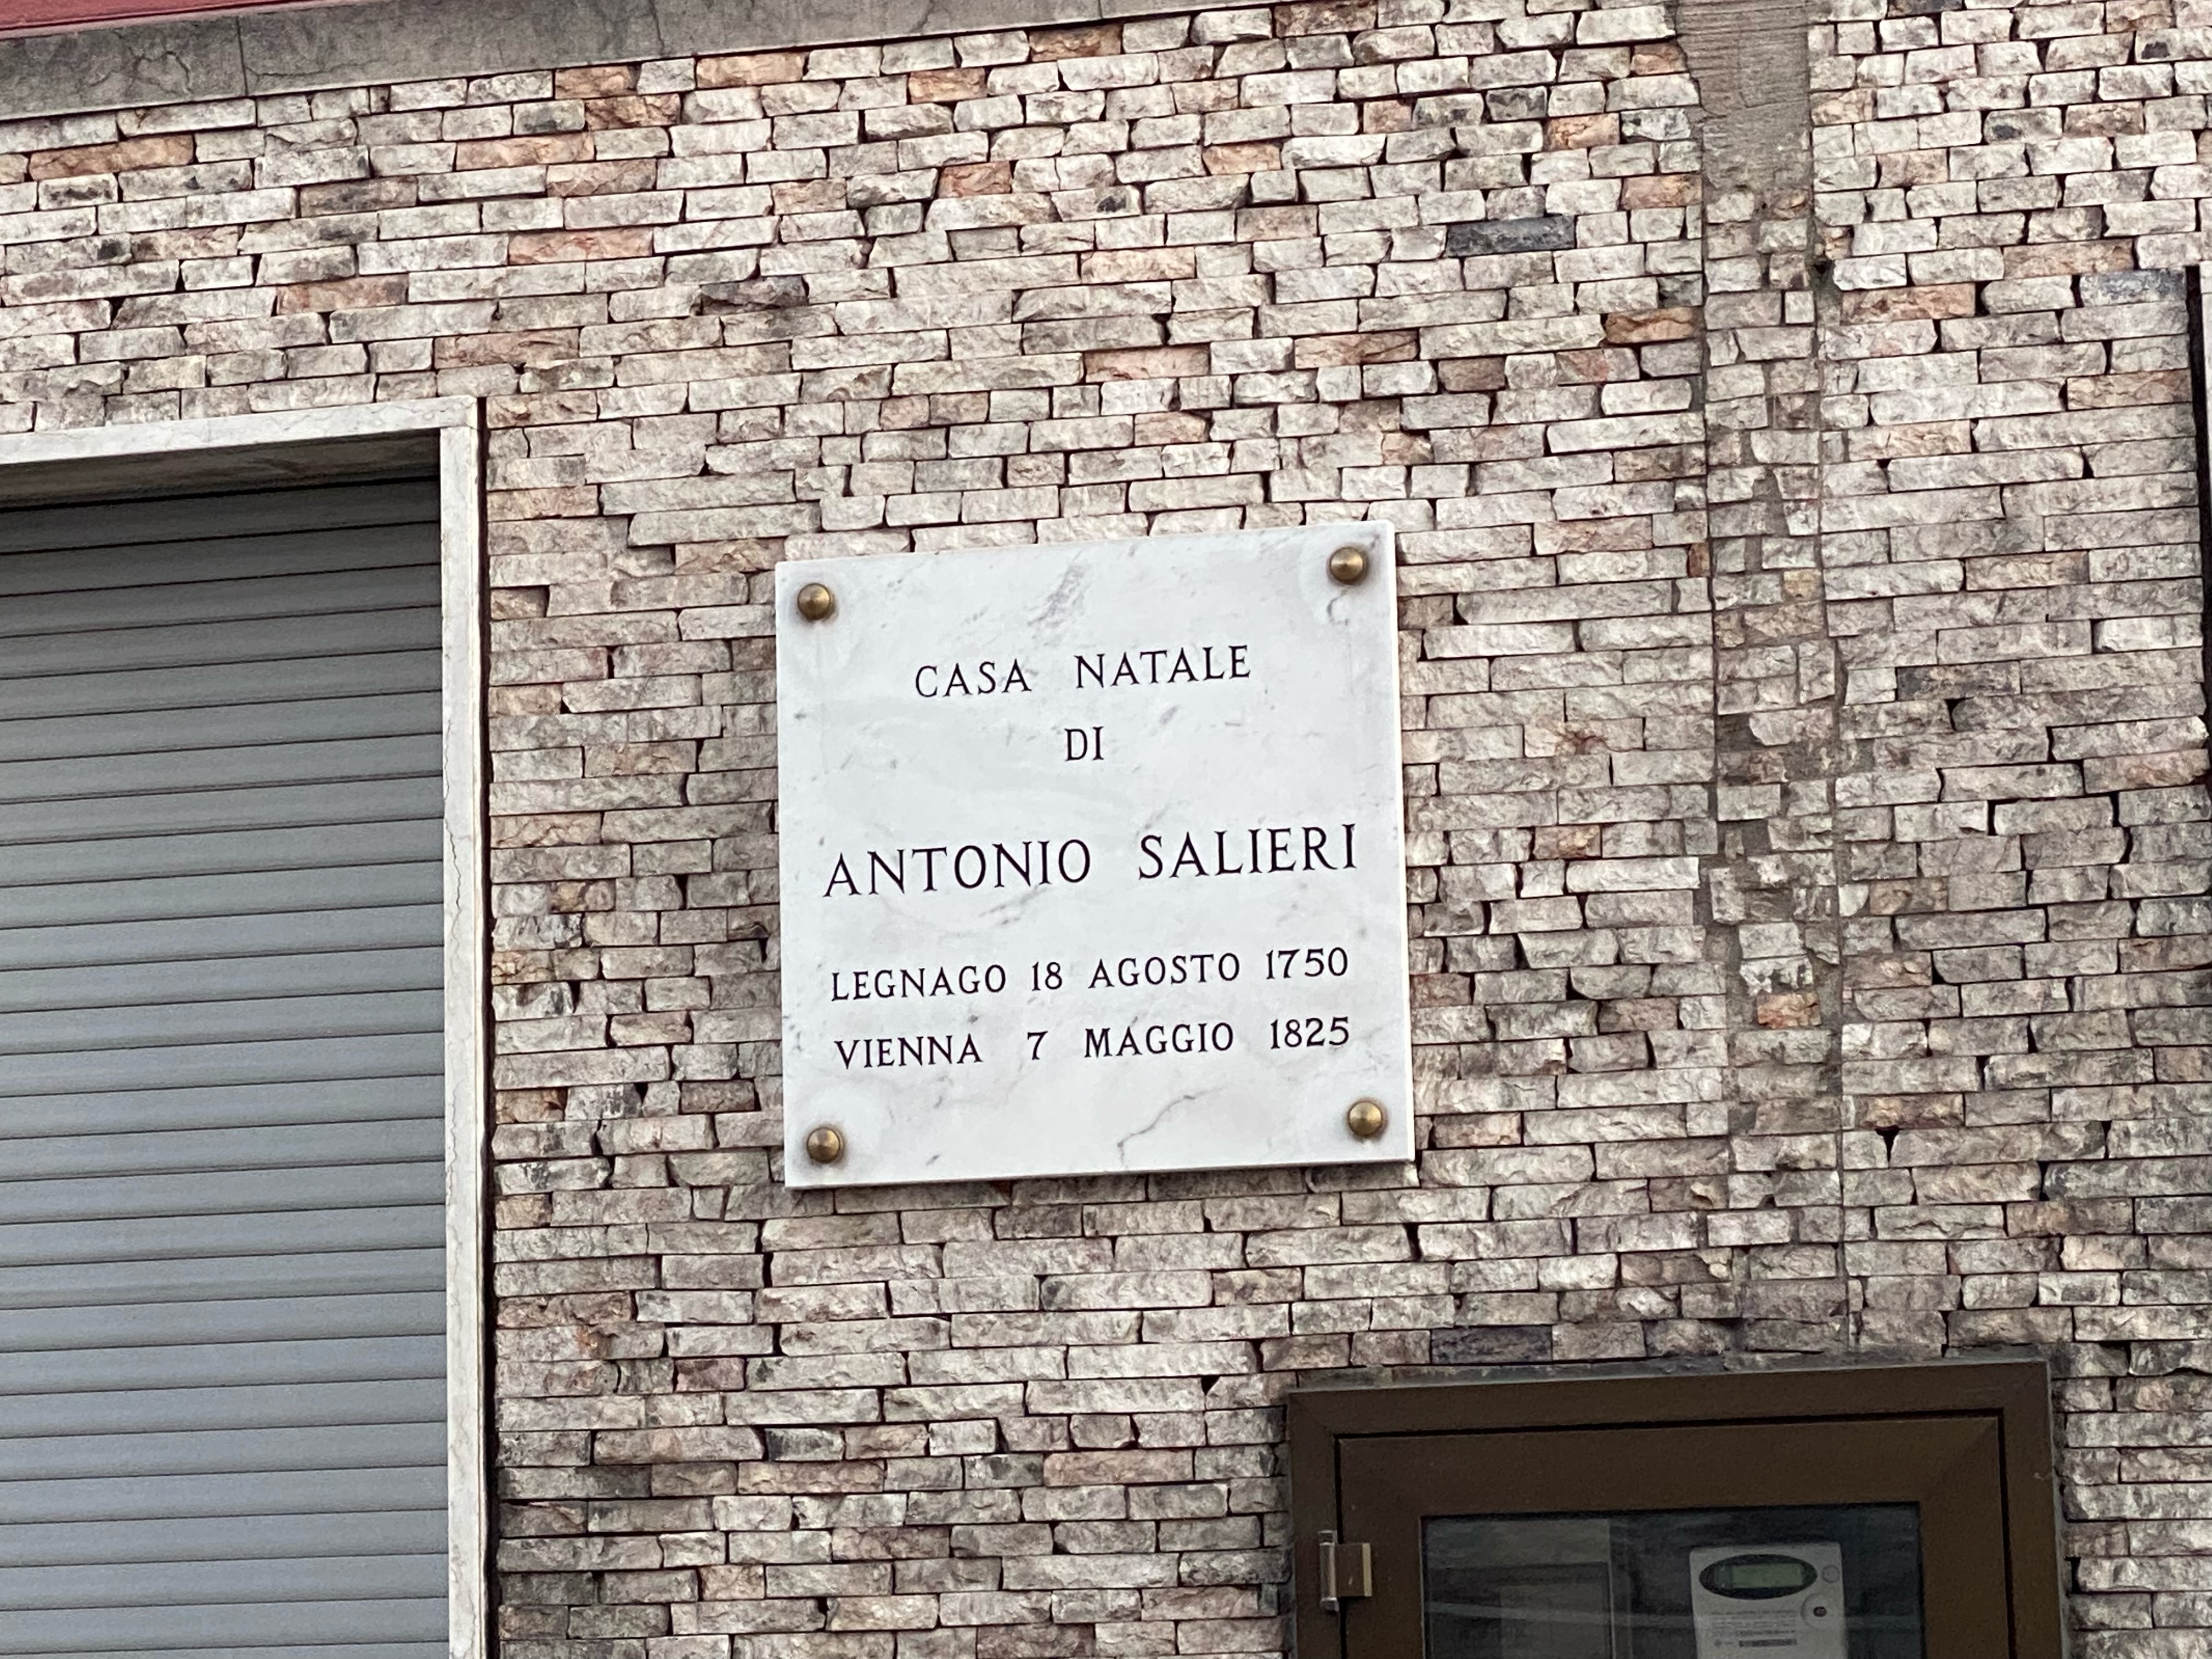 CASA NATALE
DI
ANTONIO SALIERI
LEGNAGO 18 AGOSTO 1750
VIENNA 7 MAGGIO 1825